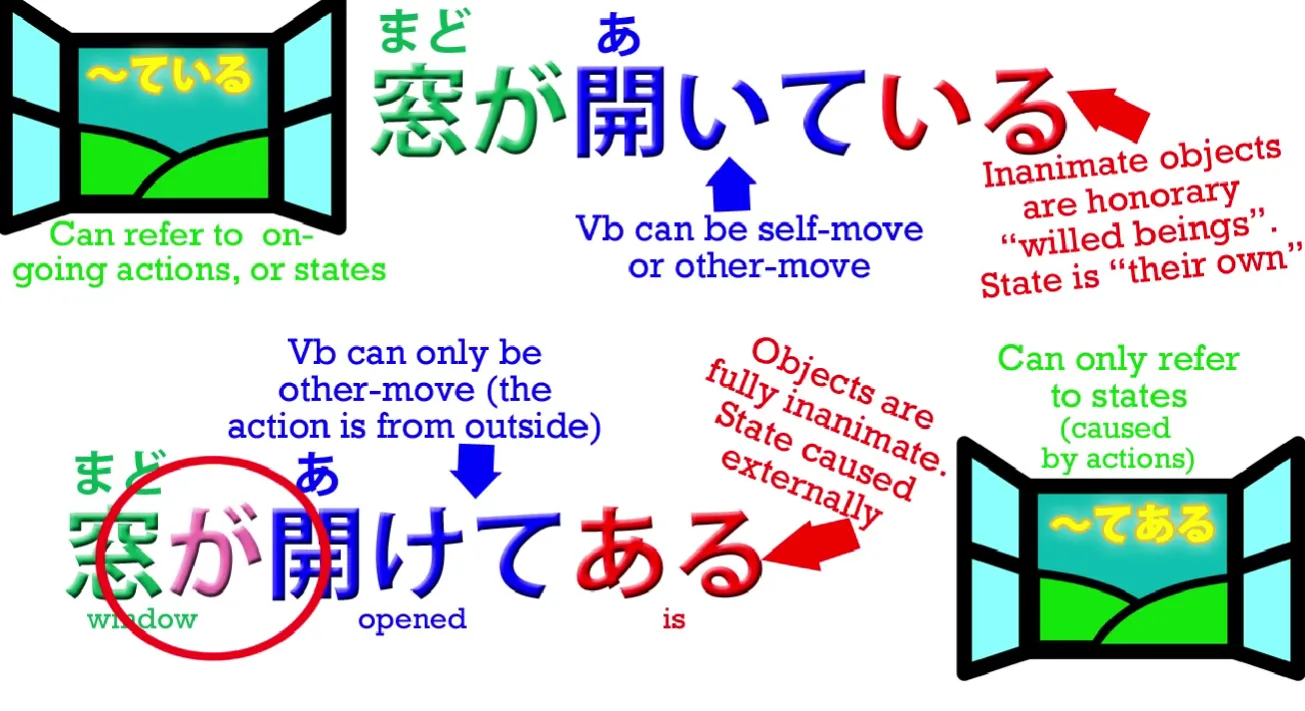 ~ている
Can refer to on-
going actions, or states
まど あ
窓が開いている
Vb can be self-move
or other-move
Inanimate objects
are honorary
“willed beings”.
State is “their own”
Vb can only be
other-move (the
action is from outside)
まど あ
窓が開けてある
window opened is
Objects are
fully inanimate.
State caused
externally
Can only refer
to states
(caused
by actions)
~てある